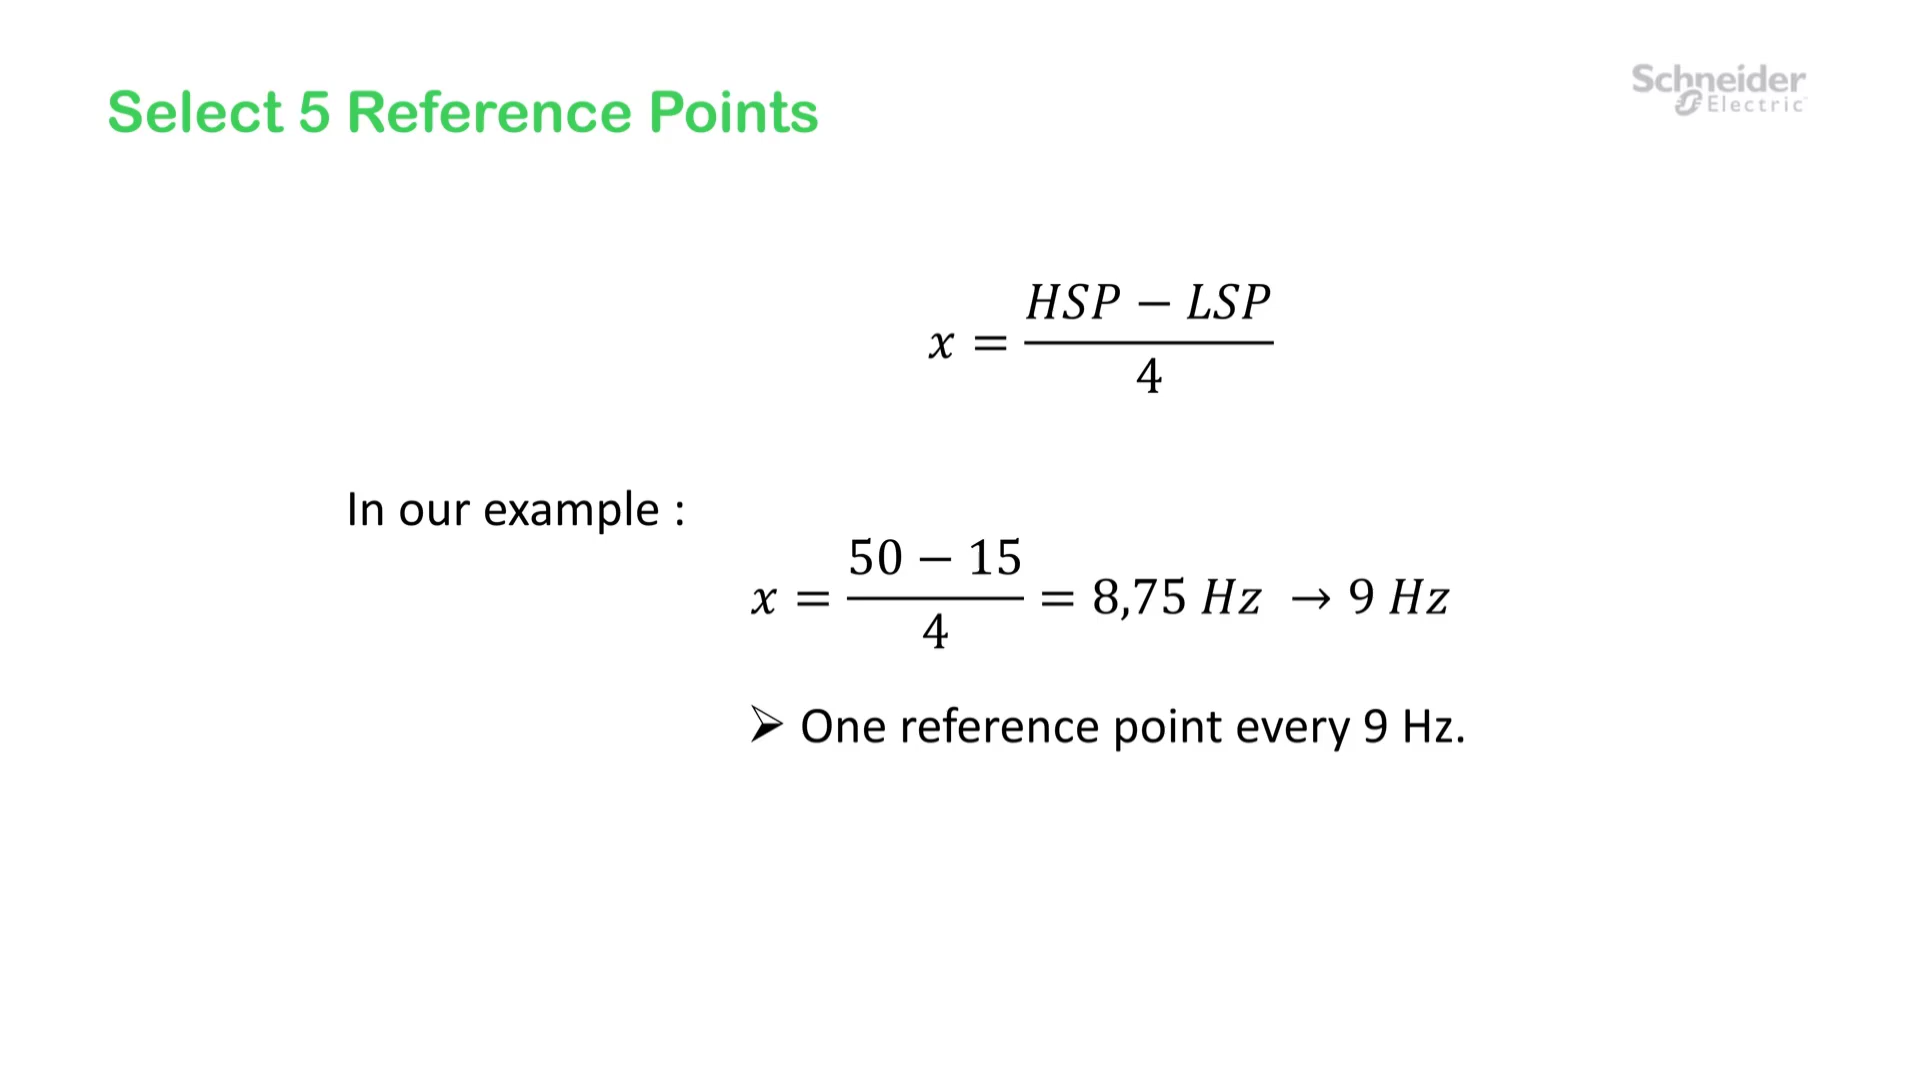 Select 5 Reference Points
Schneider
Electric
x = (HSP − LSP) / 4
In our example :
x = (50 − 15) / 4 = 8,75 Hz → 9 Hz
➢ One reference point every 9 Hz.